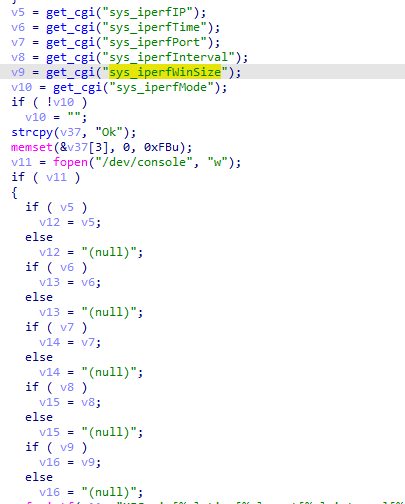 v5 = get_cgi("sys_iperfIP");
v6 = get_cgi("sys_iperfTime");
v7 = get_cgi("sys_iperfPort");
v8 = get_cgi("sys_iperfInterval");
v9 = get_cgi("sys_iperfWinSize");
v10 = get_cgi("sys_iperfMode");
if ( !v10 )
v10 = "";
strcpy(v37, "Ok");
memset(&v37[3], 0, 0xFBu);
v11 = fopen("/dev/console", "w");
if ( v11 )
{
if ( v5 )
v12 = v5;
else
v12 = "(null)";
if ( v6 )
v13 = v6;
else
v13 = "(null)";
if ( v7 )
v14 = v7;
else
v14 = "(null)";
if ( v8 )
v15 = v8;
else
v15 = "(null)";
if ( v9 )
v16 = v9;
else
v16 = "(null)";